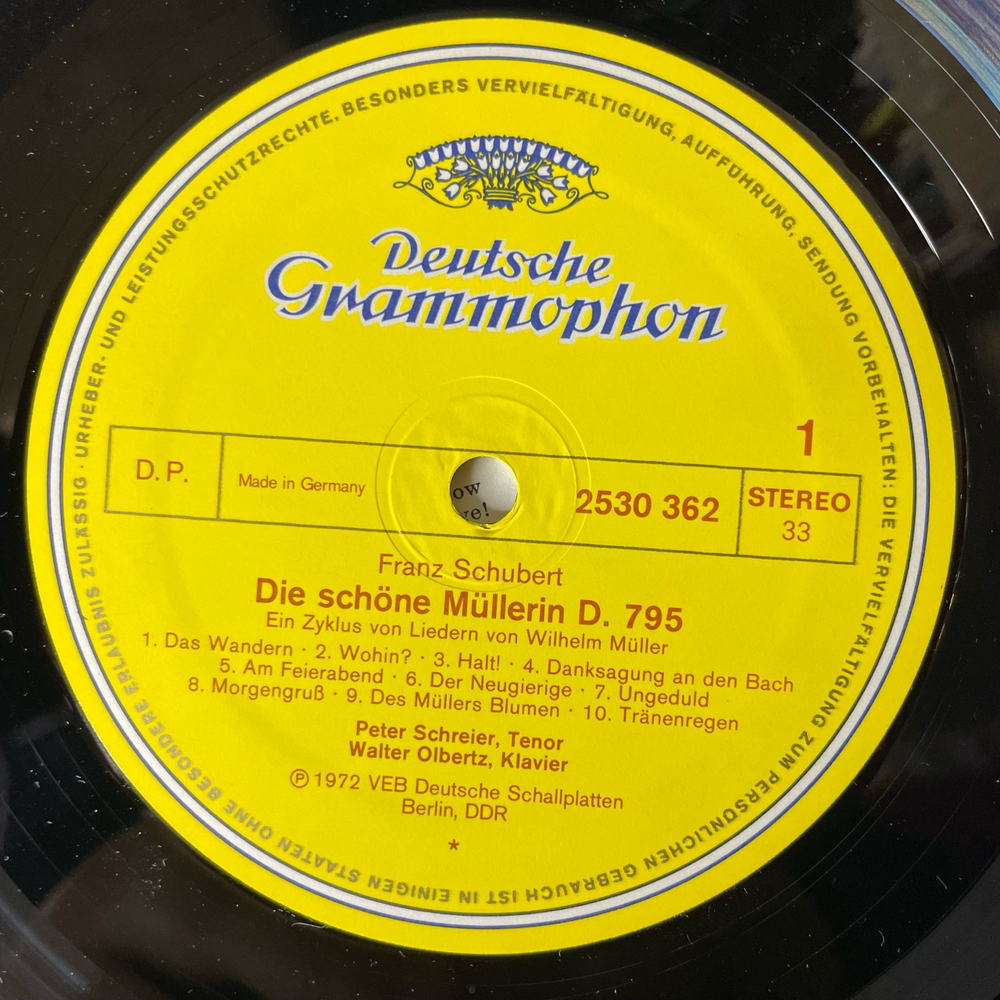 URHEBER- UND LEISTUNGSSCHUTZRECHTE, BESONDERS VERVIELFÄLTIGUNG, AUFFÜHRUNG, SENDUNG VORBEHALTEN: DIE VERVIELFÄLTIGUNG ZUM PERSÖNLICHEN GEBRAUCH IST IN EINIGEN STAATEN OHNE BESONDERE ERLAUBNIS ZULÄSSIG ·
Deutsche
Grammophon
1
D. P.
Made in Germany
ow
ve!
2530 362
STEREO
33
Franz Schubert
Die schöne Müllerin D. 795
Ein Zyklus von Liedern von Wilhelm Müller
1. Das Wandern · 2. Wohin? · 3. Halt! · 4. Danksagung an den Bach
5. Am Feierabend · 6. Der Neugierige · 7. Ungeduld
8. Morgengruß · 9. Des Müllers Blumen · 10. Tränenregen
Peter Schreier, Tenor
Walter Olbertz, Klavier
Ⓟ 1972 VEB Deutsche Schallplatten
Berlin, DDR
*